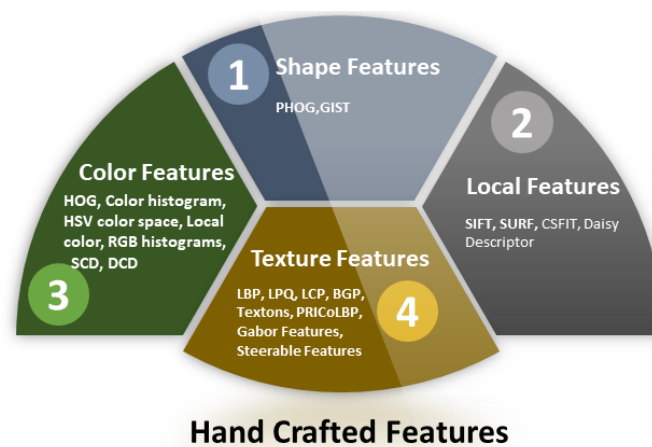 1
Shape Features
PHOG,GIST
2
Local Features
SIFT, SURF, CSFIT, Daisy
Descriptor
Color Features
HOG, Color histogram,
HSV color space, Local
color, RGB histograms,
SCD, DCD
3
Texture Features
LBP, LPQ, LCP, BGP,
Textons, PRICoLBP,
Gabor Features,
Steerable Features
4
Hand Crafted Features